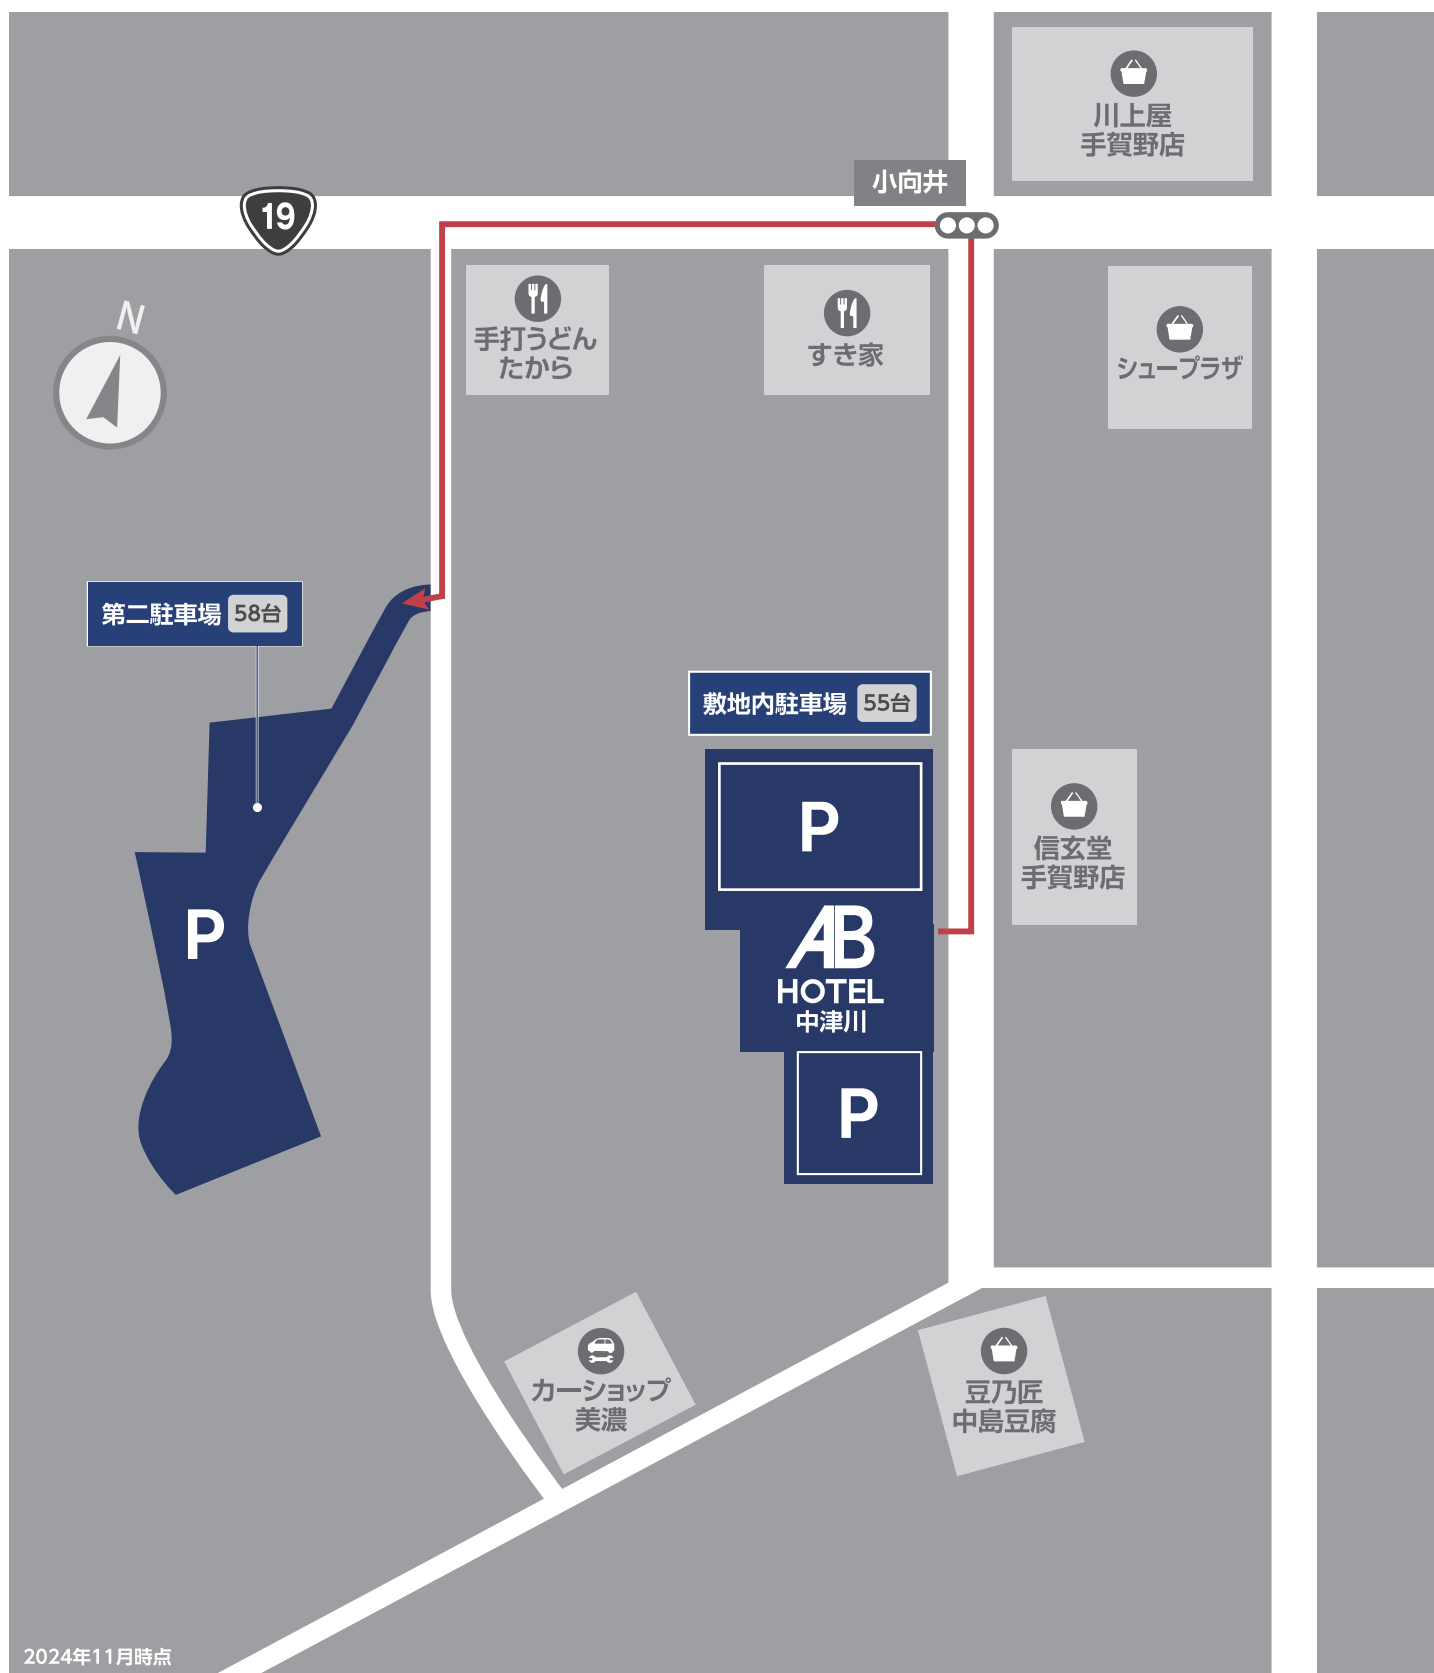 川上屋
手賀野店
小向井
19
N
手打うどん
たから
すき家
シュープラザ
第二駐車場 58台
敷地内駐車場 55台
P
信玄堂
手賀野店
P
AB
HOTEL
中津川
P
カーショップ
美濃
豆乃匠
中島豆腐
2024年11月時点